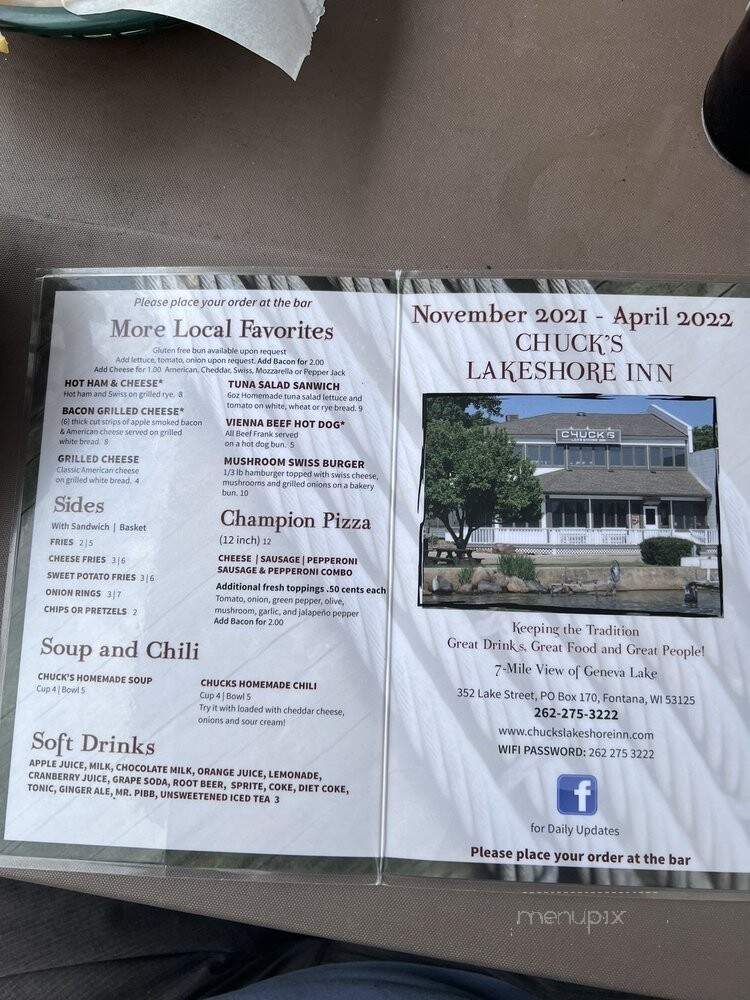 Please place your order at the bar
More Local Favorites
Gluten free bun available upon request
Add lettuce, tomato, onion upon request. Add Bacon for 2.00
Add Cheese for 1.00 American, Cheddar, Swiss, Mozzarella or Pepper Jack
HOT HAM & CHEESE*
Hot ham and Swiss on grilled rye. 8
BACON GRILLED CHEESE*
(6) thick cut strips of apple smoked bacon
& American cheese served on grilled
white bread. 8
GRILLED CHEESE
Classic American cheese
on grilled white bread. 4
TUNA SALAD SANWICH
6oz Homemade tuna salad lettuce and
tomato on white, wheat or rye bread. 9
VIENNA BEEF HOT DOG*
All Beef Frank served
on a hot dog bun. 5
MUSHROOM SWISS BURGER
1/3 lb hamburger topped with swiss cheese,
mushrooms and grilled onions on a bakery
bun. 10
Sides
With Sandwich | Basket
FRIES 2|5
CHEESE FRIES 3|6
SWEET POTATO FRIES 3|6
ONION RINGS 3|7
CHIPS OR PRETZELS 2
Champion Pizza
(12 inch) 12
CHEESE | SAUSAGE | PEPPERONI
SAUSAGE & PEPPERONI COMBO
Additional fresh toppings .50 cents each
Tomato, onion, green pepper, olive,
mushroom, garlic, and jalapeño pepper
Add Bacon for 2.00
Soup and Chili
CHUCK'S HOMEMADE SOUP
Cup 4 | Bowl 5
CHUCKS HOMEMADE CHILI
Cup 4 | Bowl 5
Try it with loaded with cheddar cheese,
onions and sour cream!
Soft Drinks
APPLE JUICE, MILK, CHOCOLATE MILK, ORANGE JUICE, LEMONADE,
CRANBERRY JUICE, GRAPE SODA, ROOT BEER, SPRITE, COKE, DIET COKE,
TONIC, GINGER ALE, MR. PIBB, UNSWEETENED ICED TEA 3
November 2021 - April 2022
CHUCK'S
LAKESHORE INN
CHUCK'S
Keeping the Tradition
Great Drinks, Great Food and Great People!
7-Mile View of Geneva Lake
352 Lake Street, PO Box 170, Fontana, WI 53125
262-275-3222
www.chuckslakeshoreinn.com
WIFI PASSWORD: 262 275 3222
f
for Daily Updates
Please place your order at the bar
menupix